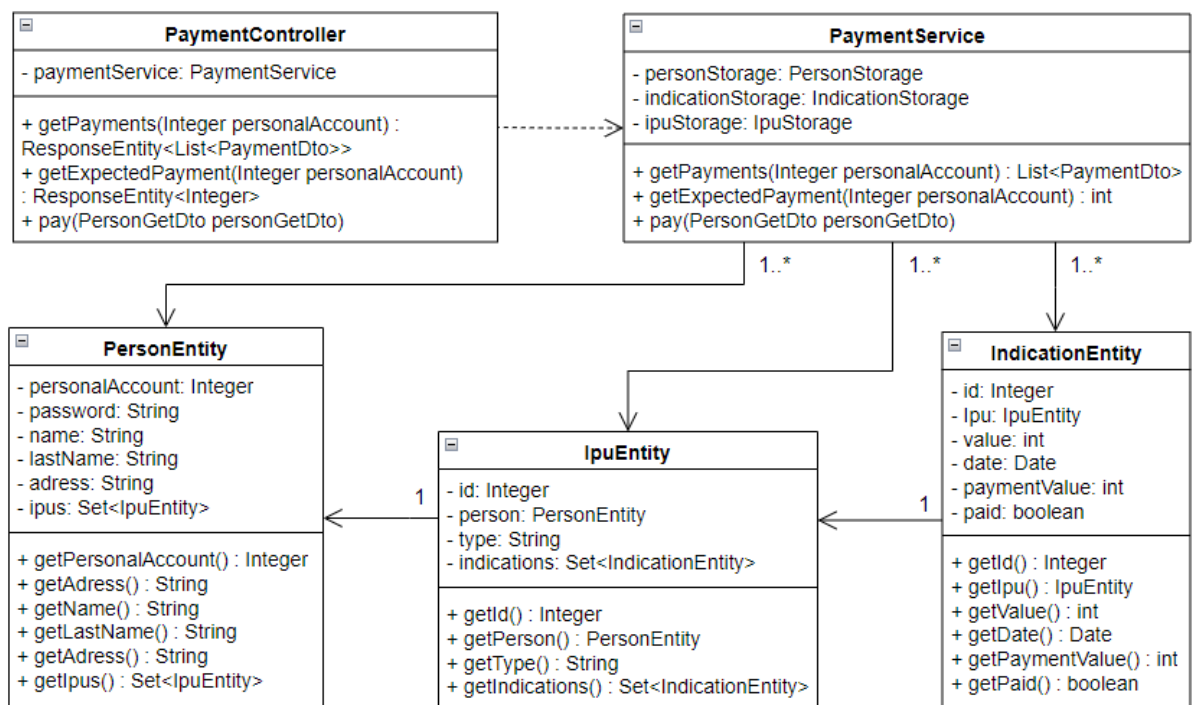 PaymentController
- paymentService: PaymentService
+ getPayments(Integer personalAccount) :
ResponseEntity<List<PaymentDto>>
+ getExpectedPayment(Integer personalAccount)
: ResponseEntity<Integer>
+ pay(PersonGetDto personGetDto)
PaymentService
- personStorage: PersonStorage
- indicationStorage: IndicationStorage
- ipuStorage: IpuStorage
+ getPayments(Integer personalAccount) : List<PaymentDto>
+ getExpectedPayment(Integer personalAccount) : int
+ pay(PersonGetDto personGetDto)
1..*
1..*
1..*
PersonEntity
- personalAccount: Integer
- password: String
- name: String
- lastName: String
- adress: String
- ipus: Set<IpuEntity>
+ getPersonalAccount() : Integer
+ getAdress() : String
+ getName() : String
+ getLastName() : String
+ getAdress() : String
+ getIpus() : Set<IpuEntity>
1
IpuEntity
- id: Integer
- person: PersonEntity
- type: String
- indications: Set<IndicationEntity>
+ getId() : Integer
+ getPerson() : PersonEntity
+ getType() : String
+ getIndications() : Set<IndicationEntity>
1
IndicationEntity
- id: Integer
- Ipu: IpuEntity
- value: int
- date: Date
- paymentValue: int
- paid: boolean
+ getId() : Integer
+ getIpu() : IpuEntity
+ getValue() : int
+ getDate() : Date
+ getPaymentValue() : int
+ getPaid() : boolean